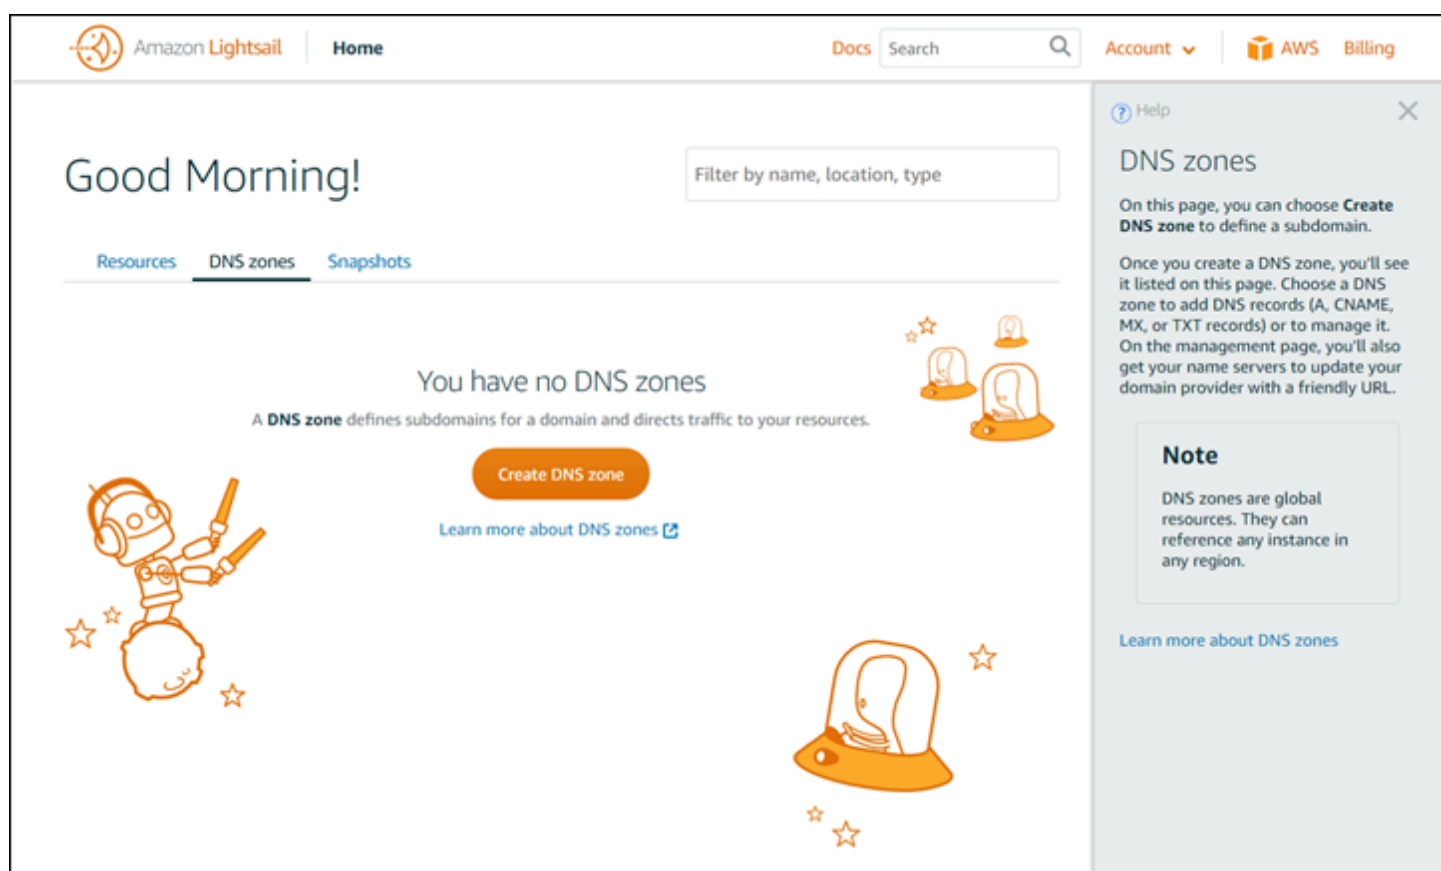 Amazon Lightsail
Home
Docs
Search
Account
AWS
Billing
Good Morning!
Filter by name, location, type
Resources
DNS zones
Snapshots
You have no DNS zones
A DNS zone defines subdomains for a domain and directs traffic to your resources.
Create DNS zone
Learn more about DNS zones
? Help
DNS zones
On this page, you can choose Create
DNS zone to define a subdomain.
Once you create a DNS zone, you'll see
it listed on this page. Choose a DNS
zone to add DNS records (A, CNAME,
MX, or TXT records) or to manage it.
On the management page, you'll also
get your name servers to update your
domain provider with a friendly URL.
Note
DNS zones are global
resources. They can
reference any instance in
any region.
Learn more about DNS zones